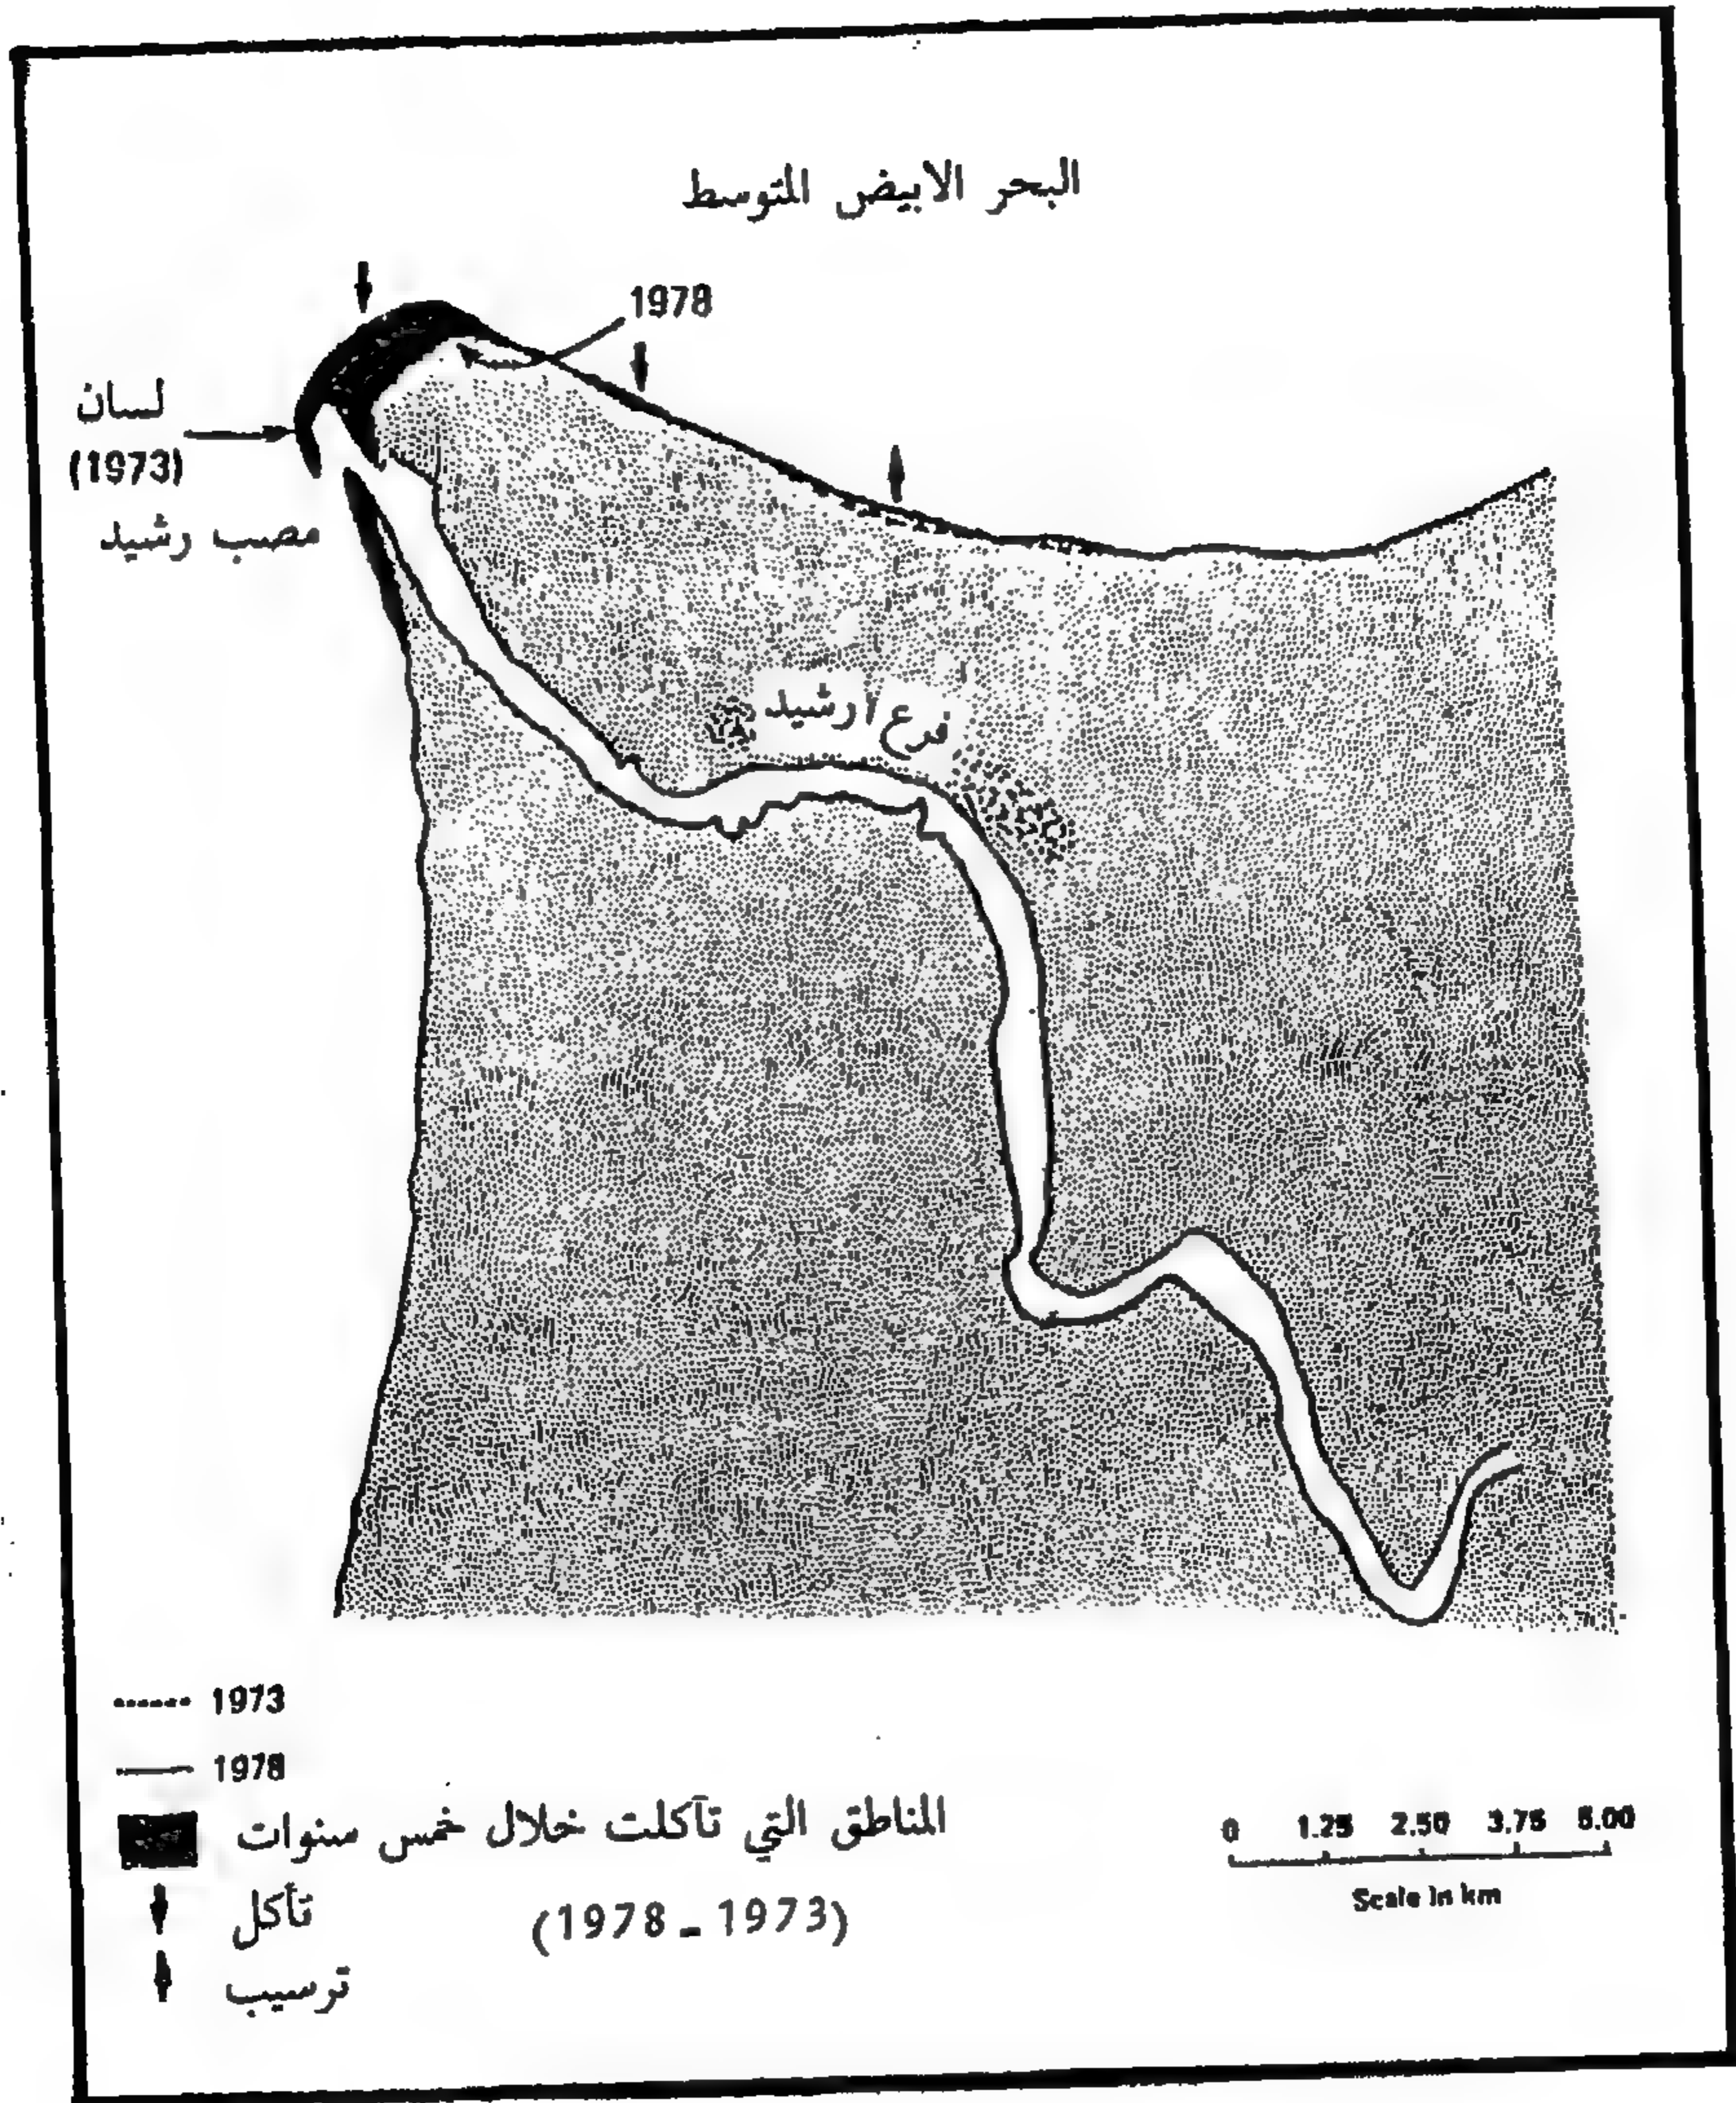 البحر الابيض المتوسط
1978
لسان
(1973)
مصب رشيد
فرع رشيد
1973
1978
المناطق التي تآكلت خلال خمس سنوات
(1973 - 1978)
تأكل
ترسيب
0 1.25 2.50 3.75 5.00
Scale in km